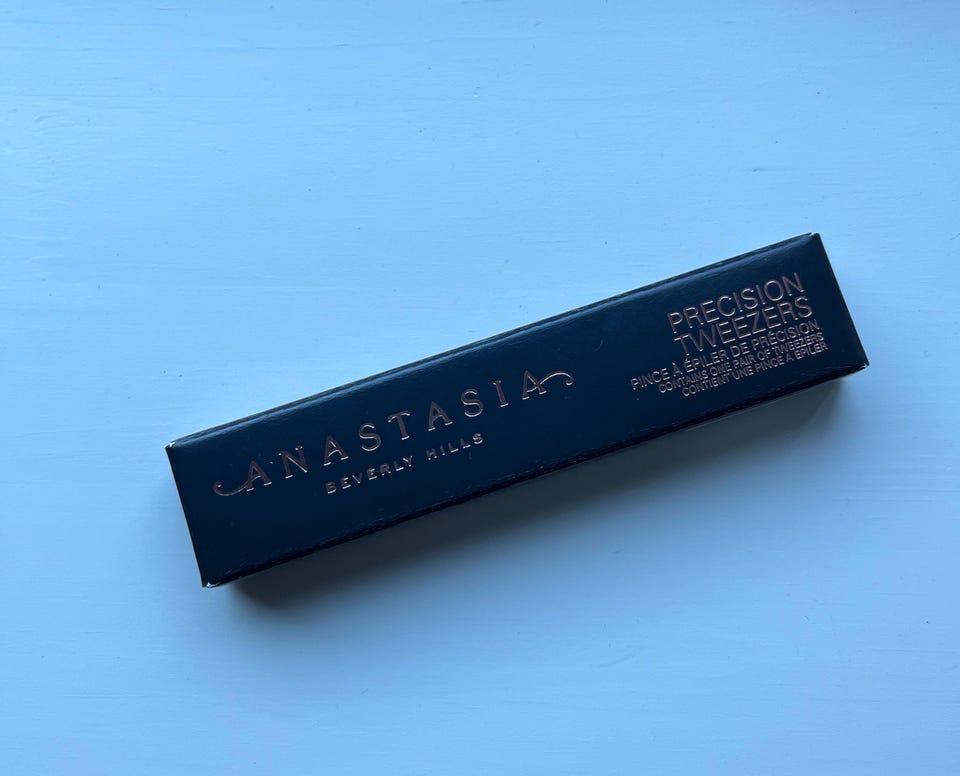 ANASTASIA
BEVERLY HILLS
PRECISION
TWEEZERS
PINCE À ÉPILER DE PRÉCISION
CONTAINS ONE PAIR OF TWEEZERS
CONTIENT UNE PINCE À ÉPILER